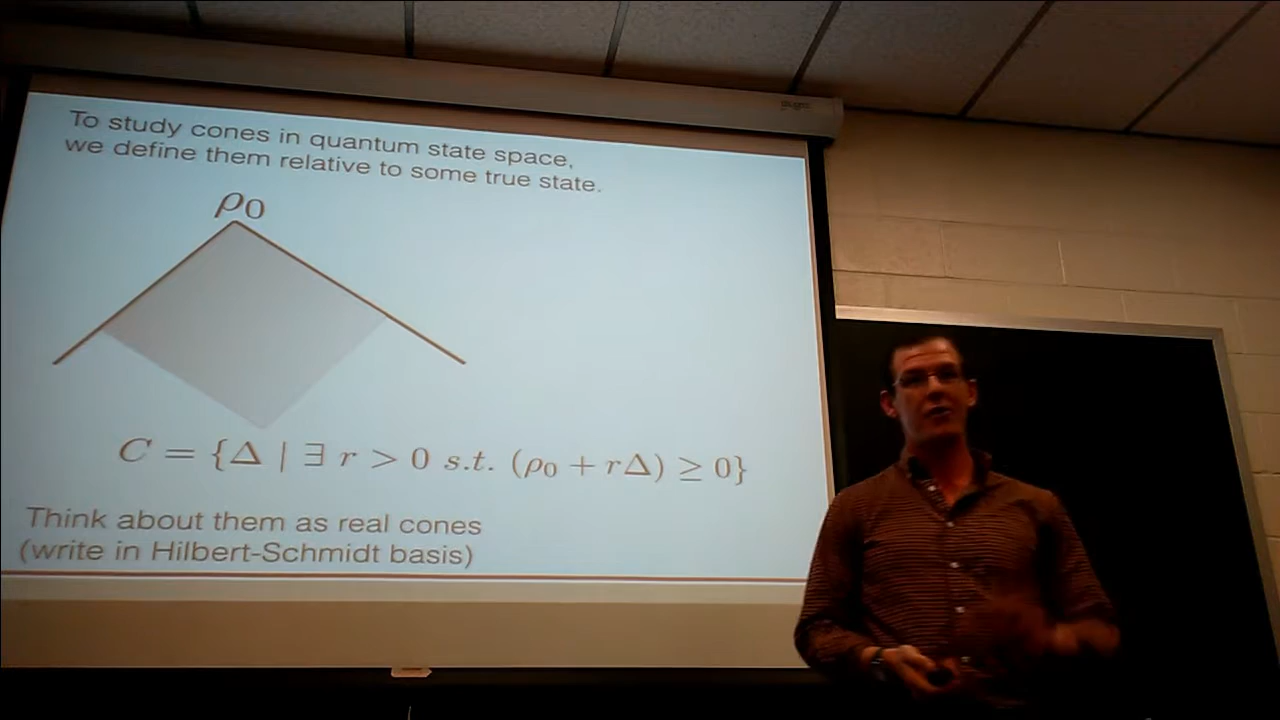 To study cones in quantum state space,
we define them relative to some true state.
ρ₀
C = {Δ | ∃ r > 0 s.t. (ρ₀ + rΔ) ≥ 0}
Think about them as real cones
(write in Hilbert-Schmidt basis)